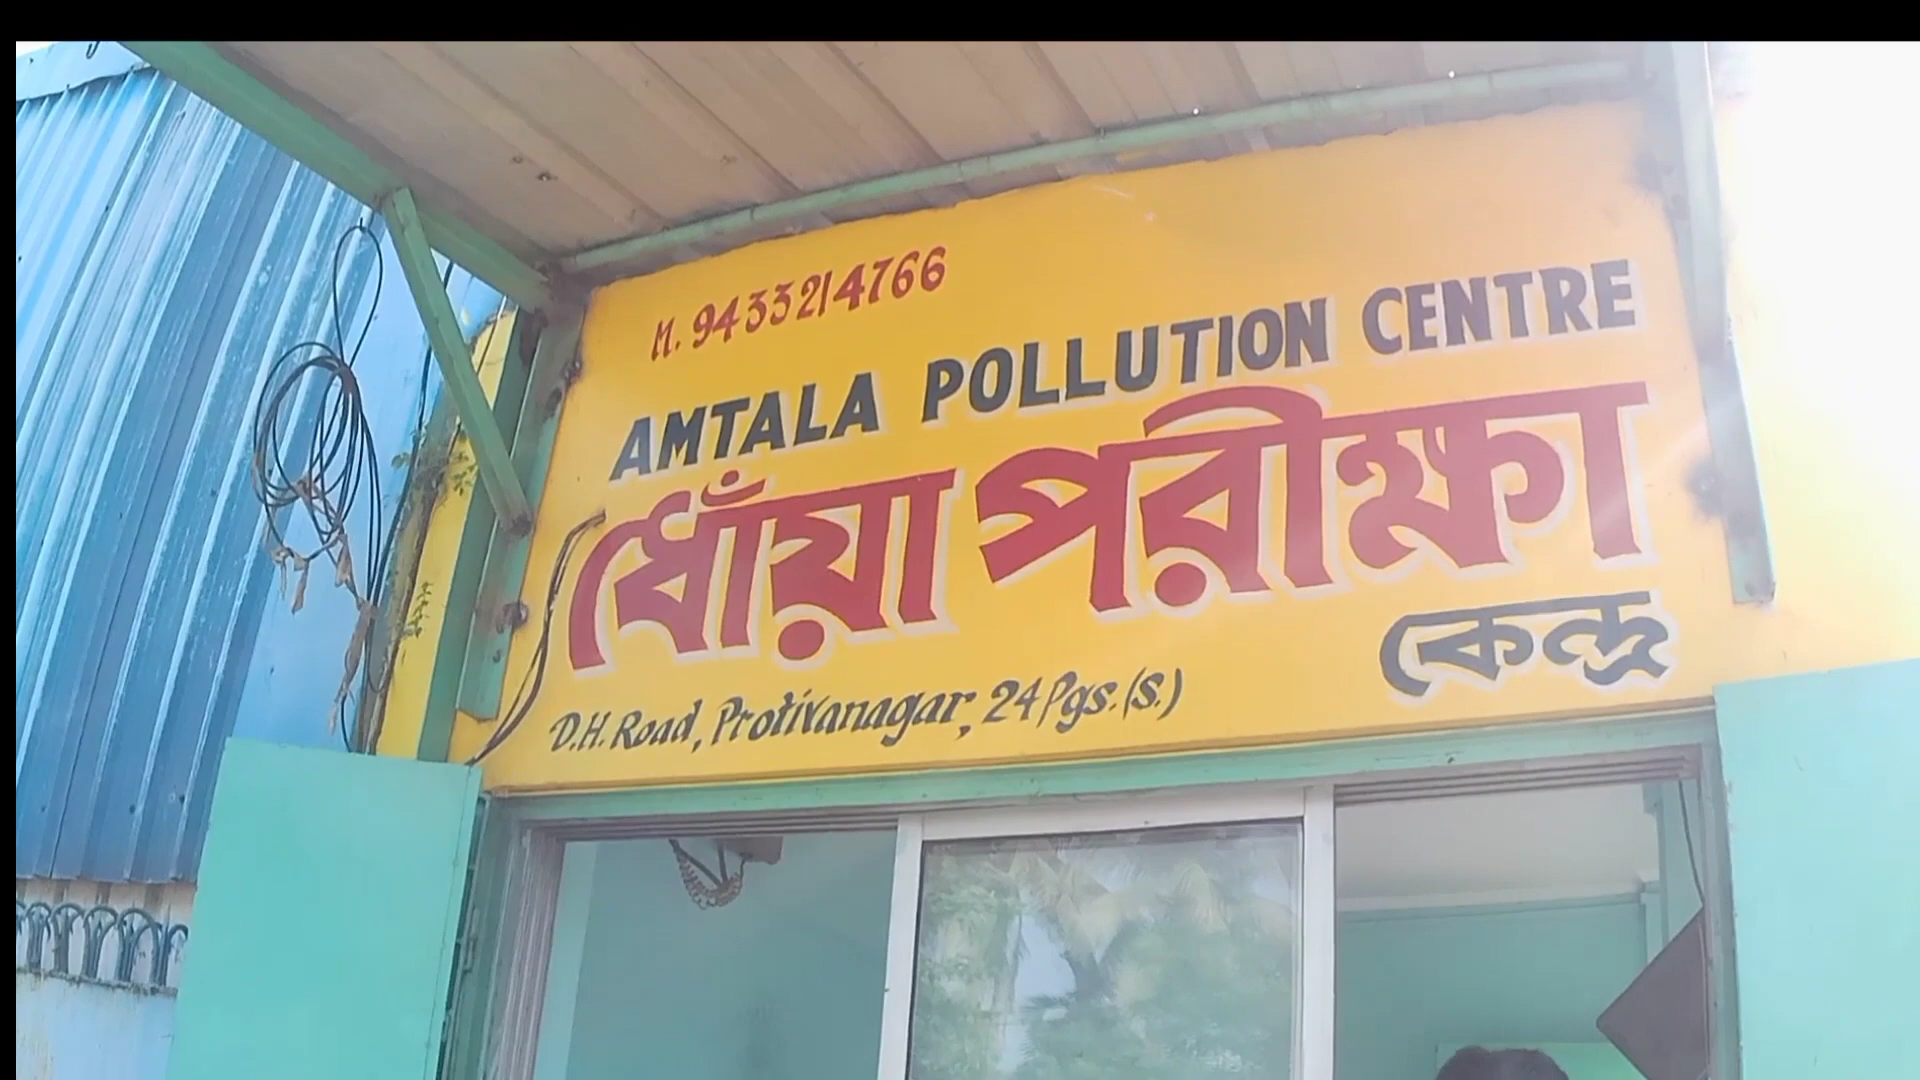 M. 9433214766
AMTALA POLLUTION CENTRE
ধোঁয়া পরীক্ষা
কেন্দ্র
D.H. Road, Protivanagar, 24 Pgs. (S.)